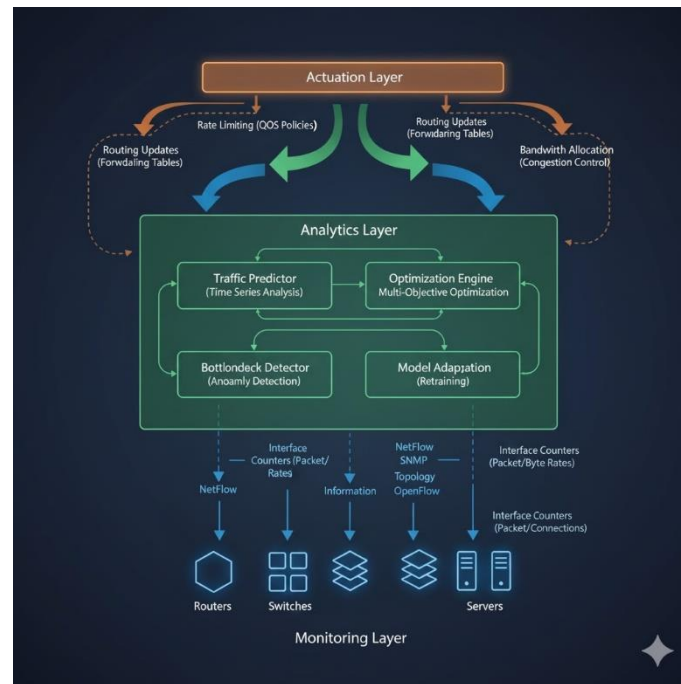 Actuation Layer
Rate Limiting (QOS Policies)
Routing Updates
(Forwdaring Tables)
Routing Updates
(Forwdaling Tables)
Bandwirth Allocation
(Congestion Control)
Analytics Layer
Traffic Predictor
(Time Series Analysis)
Optimization Engine
Multi-Objective Optimization)
Bottlondeck Detector
(Anoamly Detection)
Model Adapụation
(Retraining)
Interface
Counters (Packet/
Rates)
NetFlow
SNMP
Interface Counters
(Packet/Byte Rates)
NetFlow
Information
Topology
OpenFlow
Interface Counters
(Packet/Connections)
Routers
Switches
Servers
Monitoring Layer